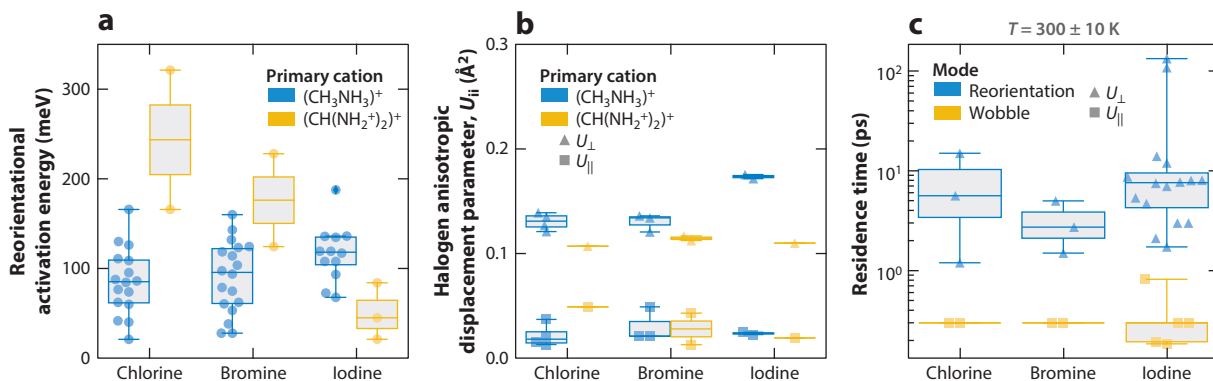 a
Reorientational
activation energy (meV)
400
300
200
100
0
Primary cation
(CH₃NH₃)⁺
(CH(NH₂⁺)₂)⁺
Chlorine
Bromine
Iodine
b
Halogen anisotropic
displacement parameter, Uᵢᵢ (Å²)
0.3
0.2
0.1
0.0
Primary cation
(CH₃NH₃)⁺
(CH(NH₂⁺)₂)⁺
U⊥
U||
Chlorine
Bromine
Iodine
c
T = 300 ± 10 K
Residence time (ps)
10²
10¹
10⁰
Mode
Reorientation
Wobble
U⊥
U||
Chlorine
Bromine
Iodine